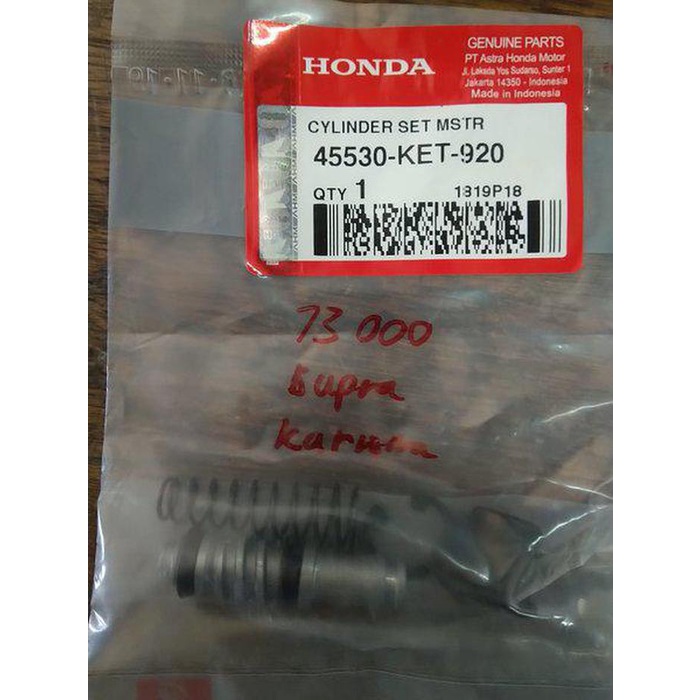 HONDA
GENUINE PARTS
PT Astra Honda Motor
Jl. Laksda Yos Sudarso, Sunter 1
Jakarta 14350 - Indonesia
Made in Indonesia
CYLINDER SET MSTR
45530-KET-920
QTY 1 1819P18
73 000
Supra
Karisma